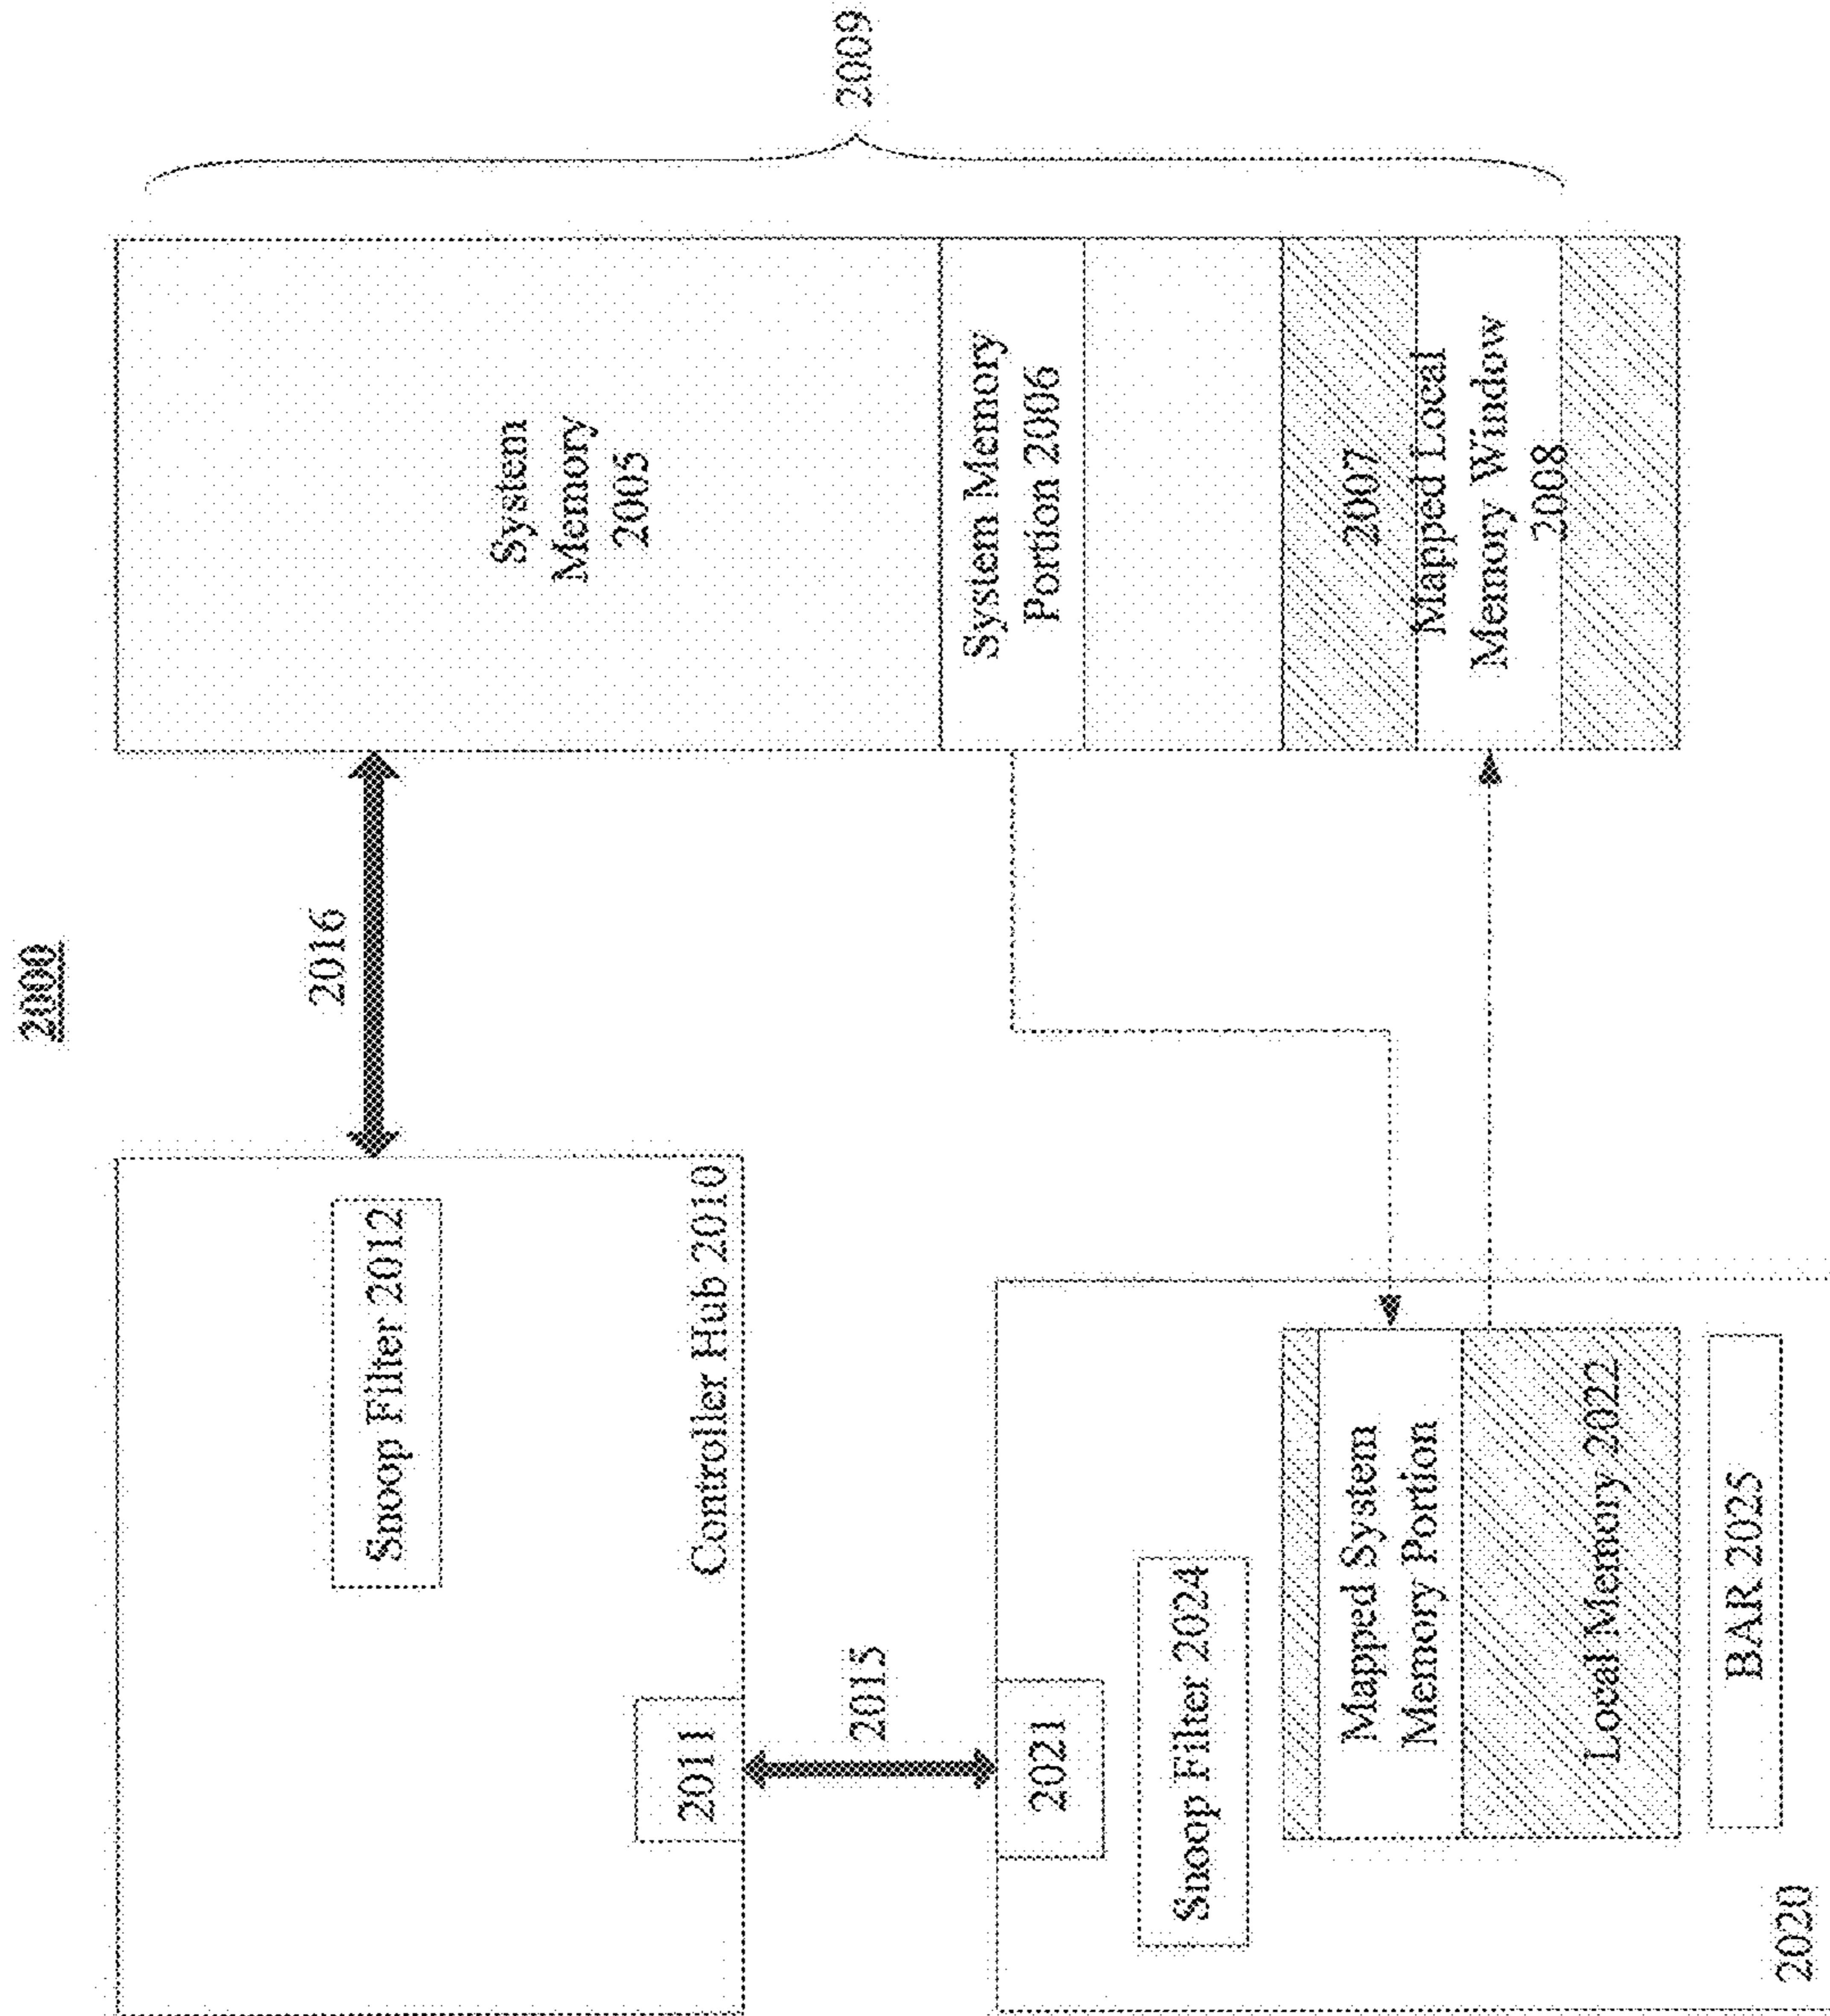 2000
Snoop Filter 2012
Controller Hub 2010
2011
2016
2015
System
Memory
2005
System Memory
Portion 2006
2007
Mapped Local
Memory Window
2008
2009
2021
Snoop Filter 2024
Mapped System
Memory Portion
Local Memory 2022
BAR 2025
2020